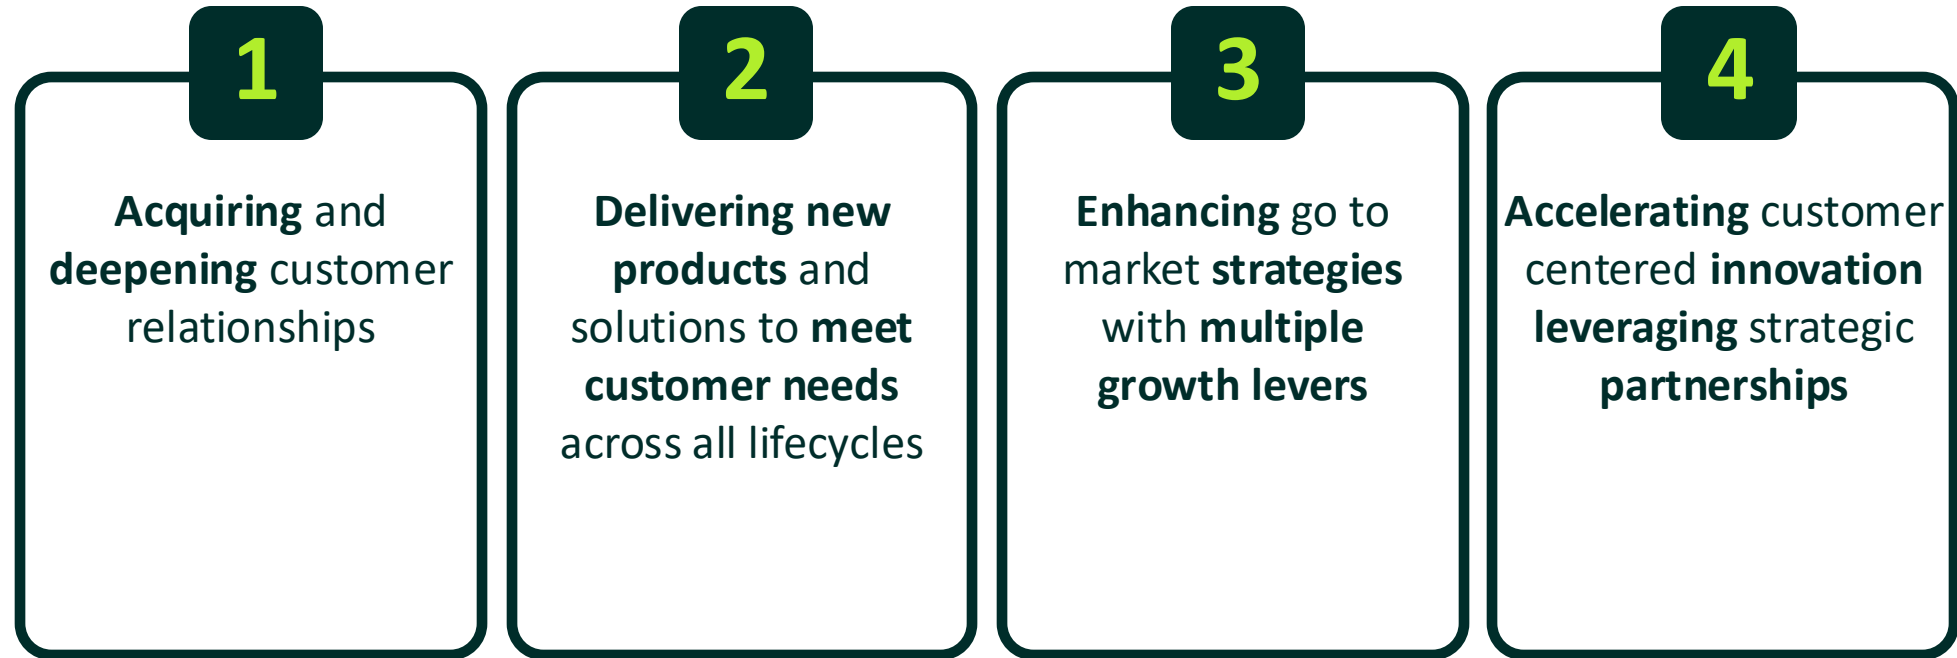 1
Acquiring and
deepening customer
relationships
2
Delivering new
products and
solutions to meet
customer needs
across all lifecycles
3
Enhancing go to
market strategies
with multiple
growth levers
4
Accelerating customer
centered innovation
leveraging strategic
partnerships